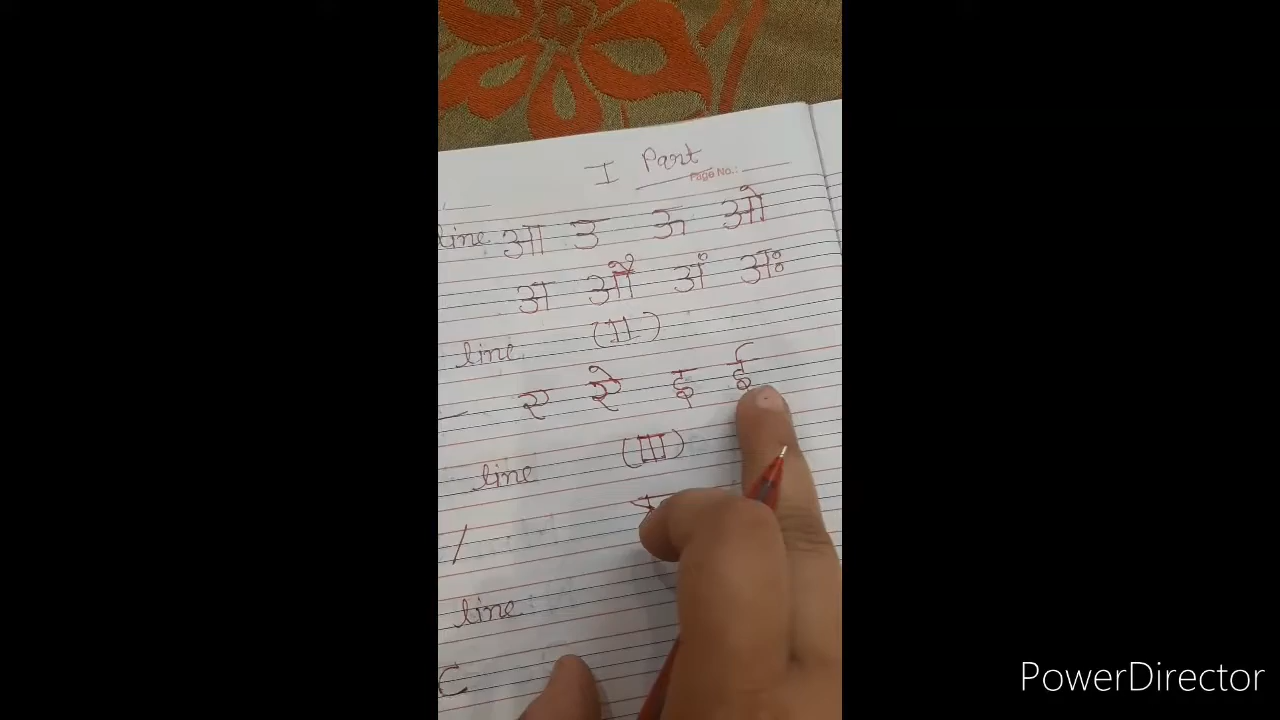 I Part
Page No.:
line आ उ ऊ ओ
अ औ अं अः
(II)
line
– ए ऐ इ ई
(III)
line
/
line
C
PowerDirector